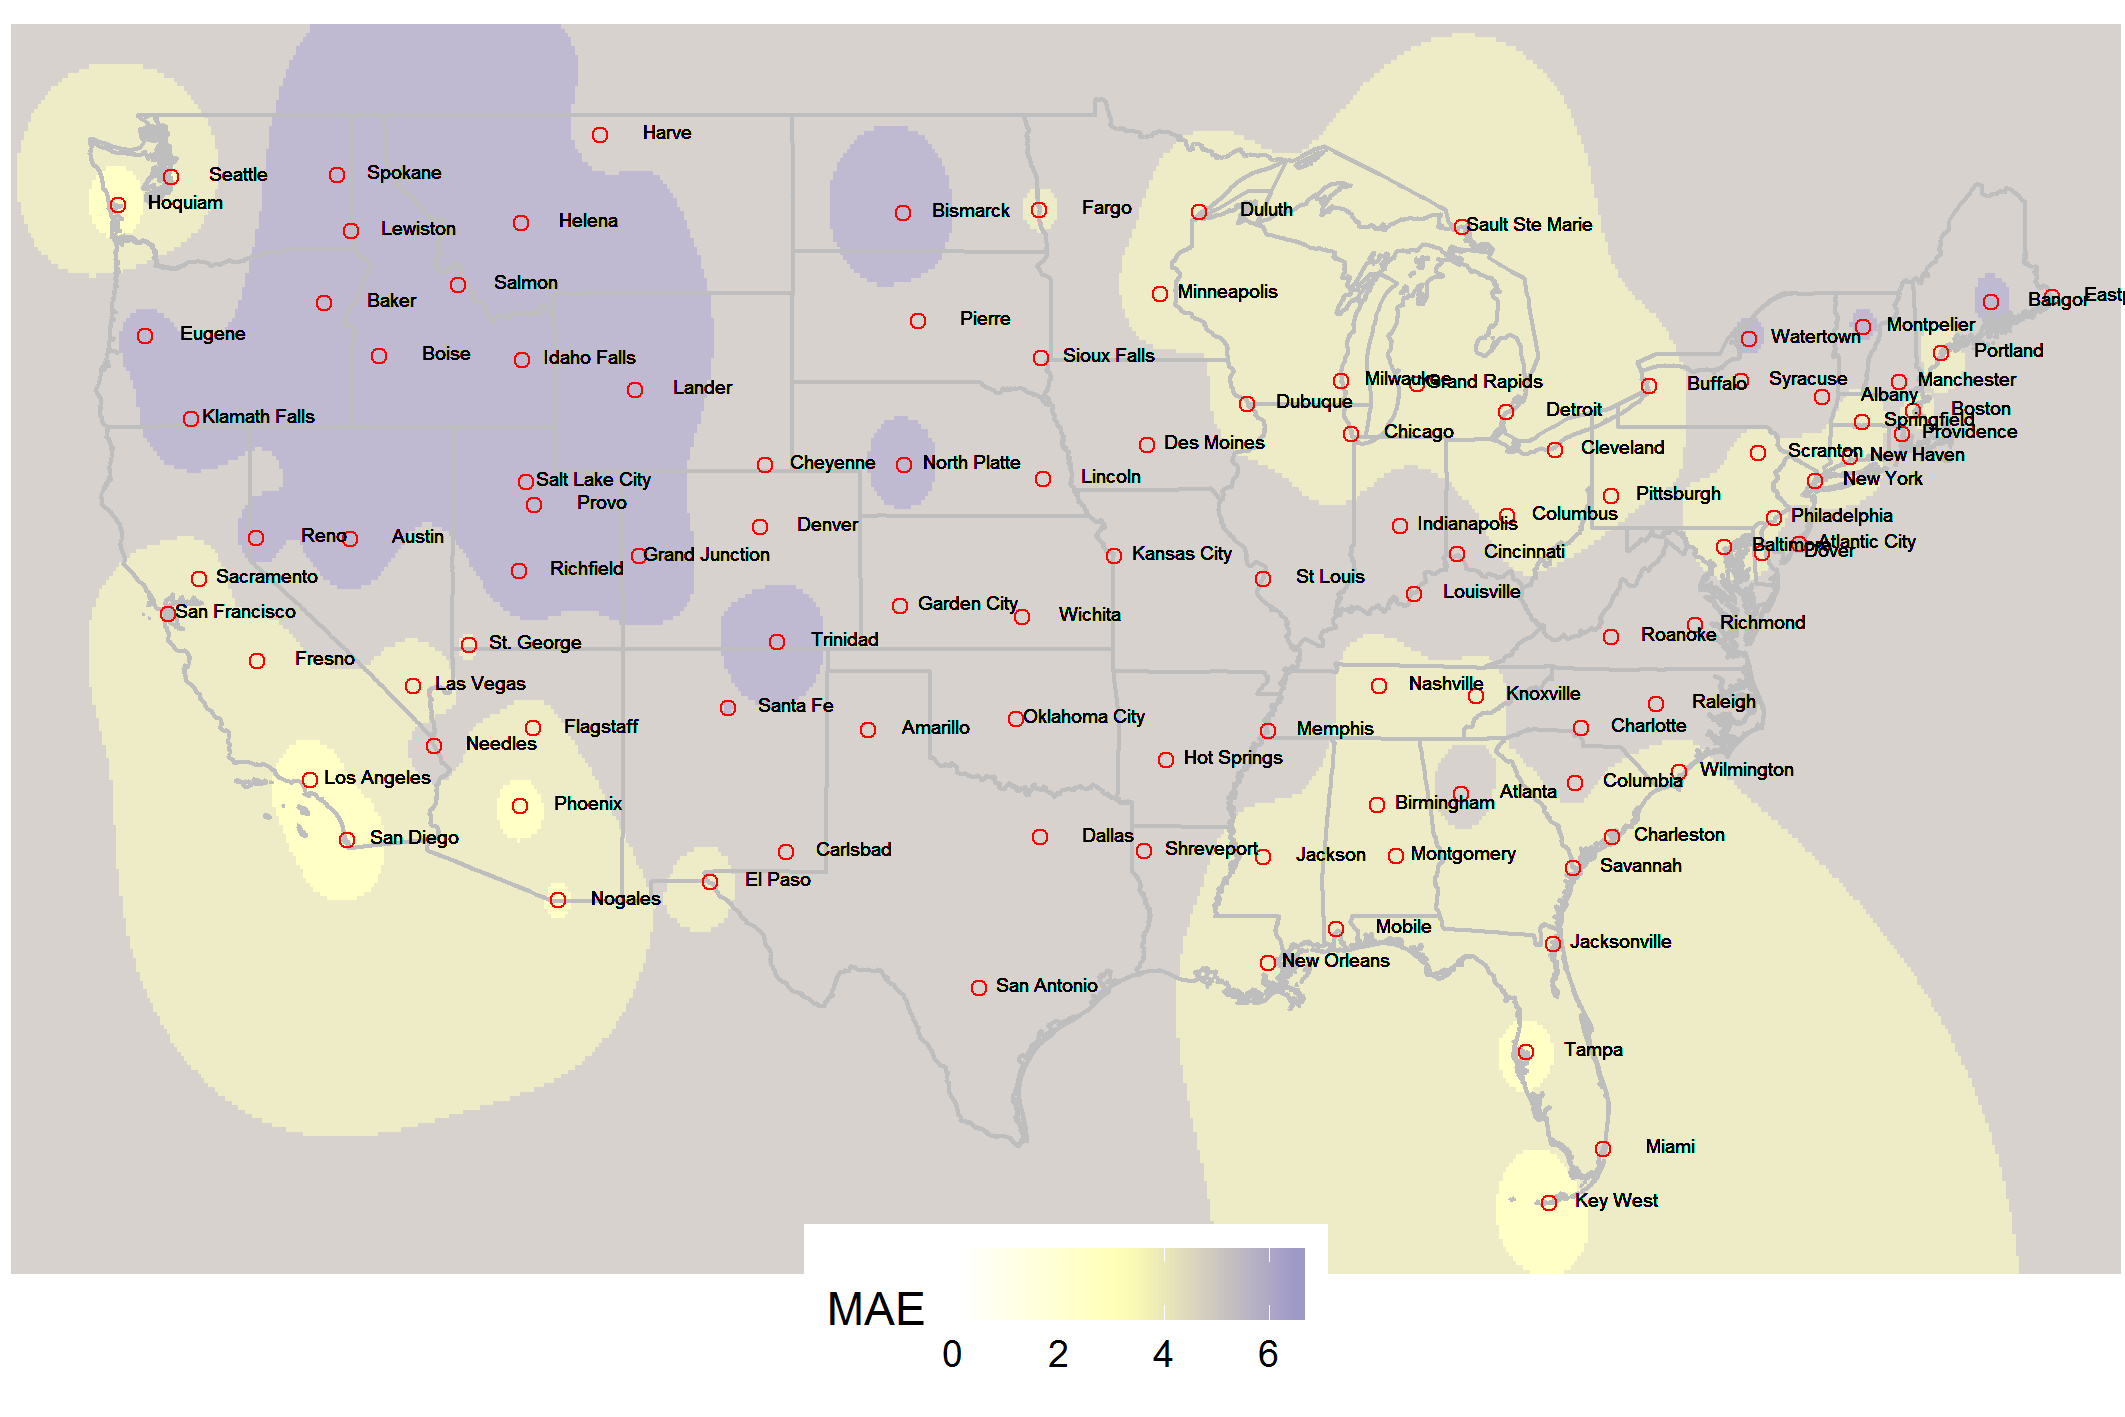 Harve
Seattle
Spokane
Hoquiam
Bismarck
Fargo
Duluth
Helena
Lewiston
Sault Ste Marie
Salmon
Minneapolis
Baker
Bangor
Pierre
Montpelier
Eugene
Watertown
Portland
Boise
Idaho Falls
Sioux Falls
Milwaukee
Grand Rapids
Buffalo
Syracuse
Manchester
Lander
Albany
Dubuque
Detroit
Boston
Klamath Falls
Springfield
Chicago
Providence
Des Moines
Cleveland
Scranton
New Haven
Cheyenne
North Platte
Salt Lake City
Lincoln
New York
Provo
Pittsburgh
Columbus
Philadelphia
Denver
Indianapolis
Reno
Austin
Baltimore
Atlantic City
Dover
Grand Junction
Kansas City
Cincinnati
Richfield
Sacramento
St Louis
Louisville
San Francisco
Garden City
Wichita
Richmond
Roanoke
St. George
Trinidad
Fresno
Las Vegas
Nashville
Knoxville
Santa Fe
Raleigh
Flagstaff
Amarillo
Oklahoma City
Memphis
Charlotte
Needles
Hot Springs
Wilmington
Los Angeles
Columbia
Phoenix
Birmingham
Atlanta
San Diego
Dallas
Charleston
Carlsbad
Shreveport
Jackson
Montgomery
Savannah
El Paso
Nogales
Mobile
Jacksonville
New Orleans
San Antonio
Tampa
Miami
Key West
MAE
0 2 4 6